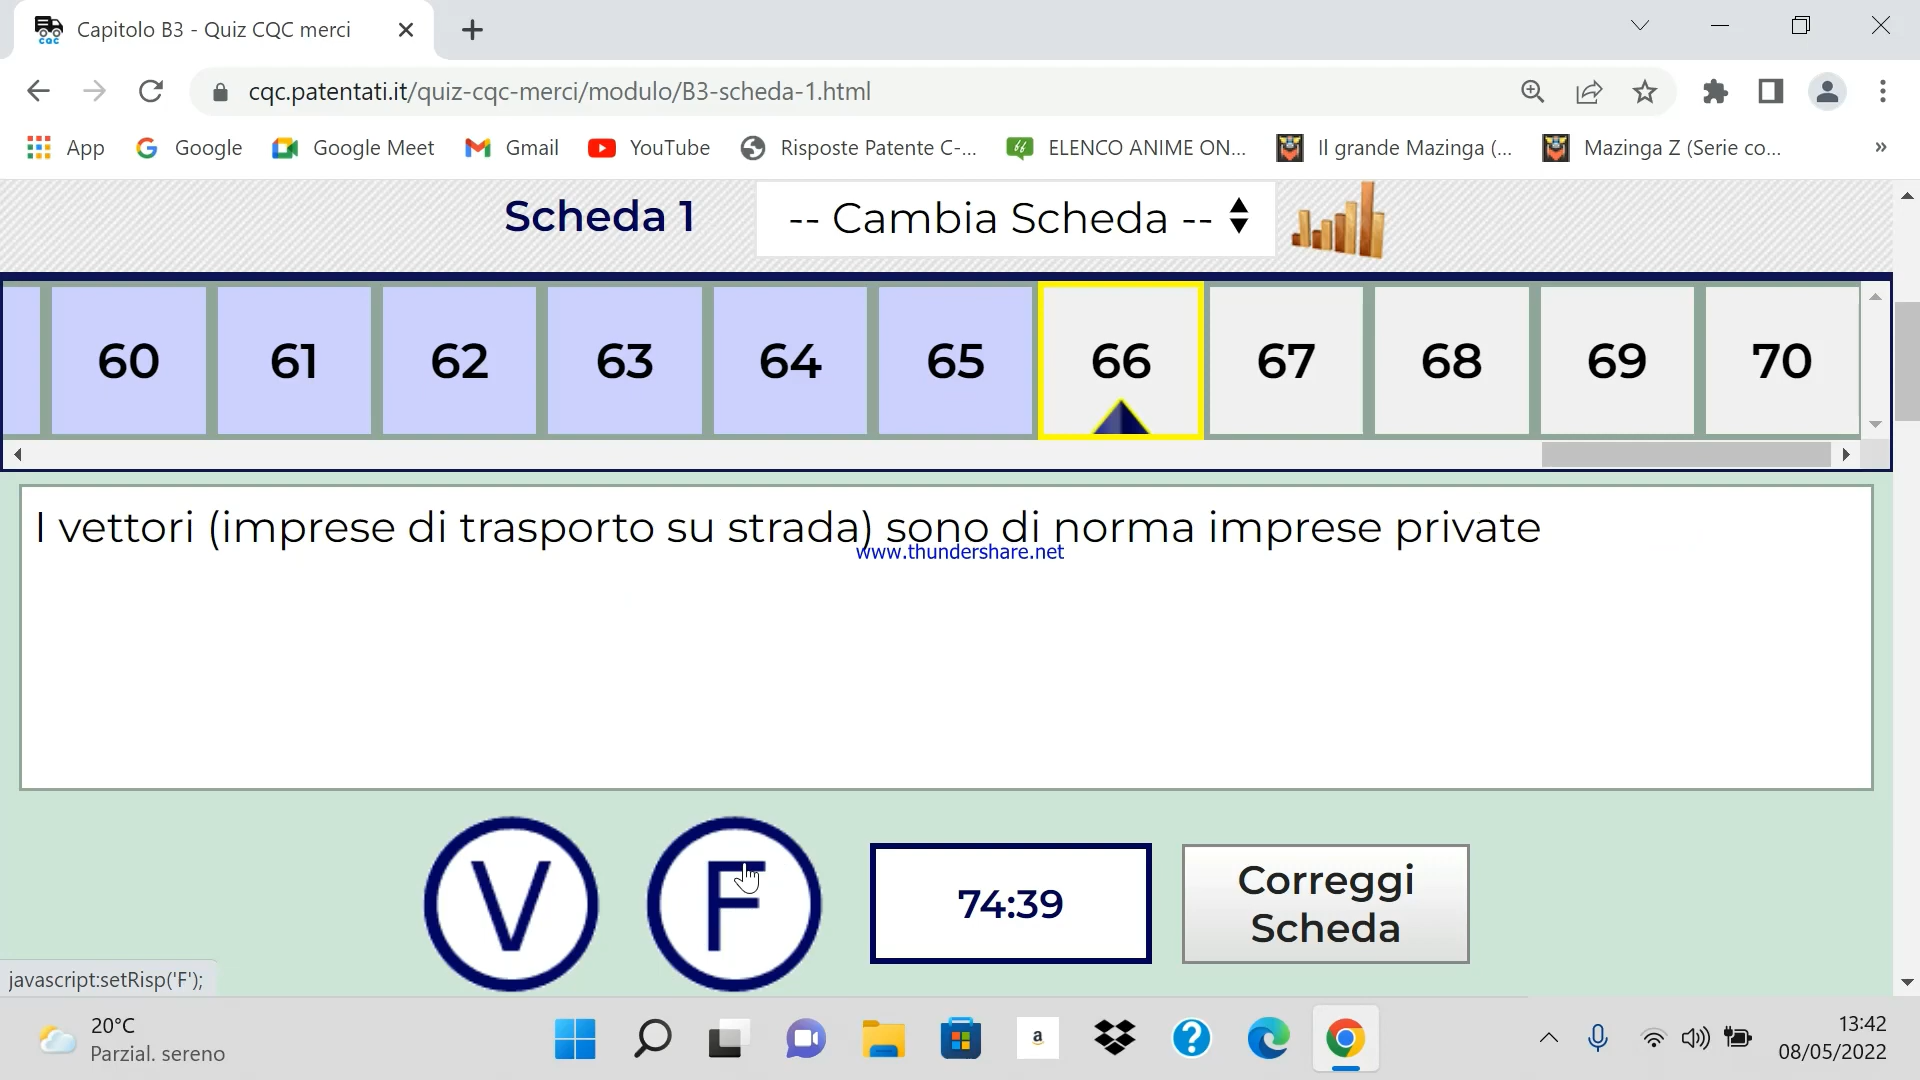 Capitolo B3 - Quiz CQC merci
cqc.patentati.it/quiz-cqc-merci/modulo/B3-scheda-1.html
App
Google
Google Meet
Gmail
YouTube
Risposte Patente C-...
ELENCO ANIME ON...
Il grande Mazinga (...
Mazinga Z (Serie co...
»
Scheda 1
-- Cambia Scheda --
60
61
62
63
64
65
66
67
68
69
70
I vettori (imprese di trasporto su strada) sono di norma imprese private
www.thundershare.net
V
F
74:39
Correggi
Scheda
javascript:setRisp('F');
20°C
Parzial. sereno
a
13:42
08/05/2022